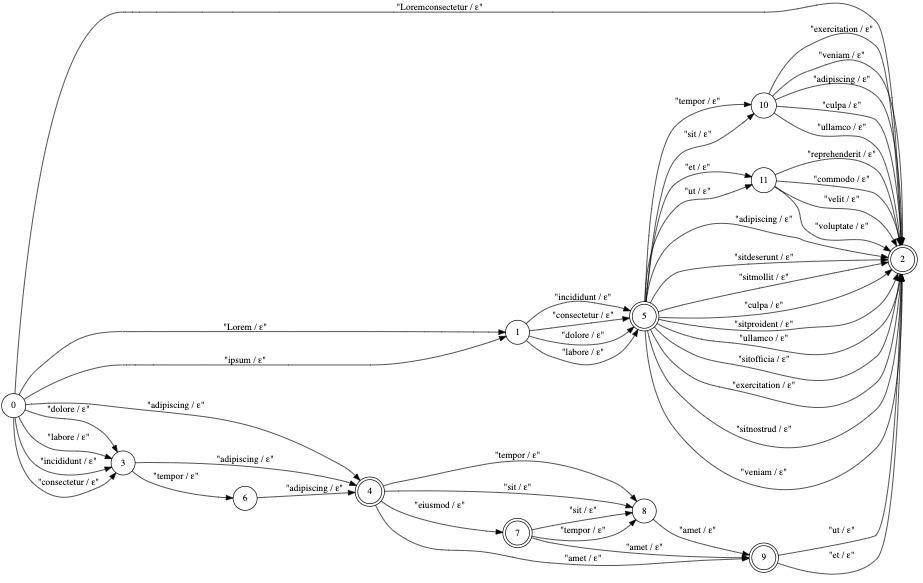 "Loremconsectetur / ε"
"exercitation / ε"
"veniam / ε"
"adipiscing / ε"
"tempor / ε"
10
"culpa / ε"
"ullamco / ε"
"sit / ε"
"reprehenderit / ε"
"et / ε"
11
"commodo / ε"
"ut / ε"
"velit / ε"
"voluptate / ε"
"adipiscing / ε"
"sitdeserunt / ε"
2
"sitmollit / ε"
"incididunt / ε"
"culpa / ε"
"consectetur / ε"
5
"sitproident / ε"
"Lorem / ε"
1
"dolore / ε"
"ullamco / ε"
"labore / ε"
"sitofficia / ε"
"ipsum / ε"
"exercitation / ε"
0
"dolore / ε"
"adipiscing / ε"
"sitnostrud / ε"
"labore / ε"
"incididunt / ε"
3
"adipiscing / ε"
"tempor / ε"
"consectetur / ε"
"tempor / ε"
"veniam / ε"
6
"adipiscing / ε"
4
"sit / ε"
"eiusmod / ε"
"sit / ε"
8
7
"tempor / ε"
"amet / ε"
"amet / ε"
"amet / ε"
9
"ut / ε"
"et / ε"